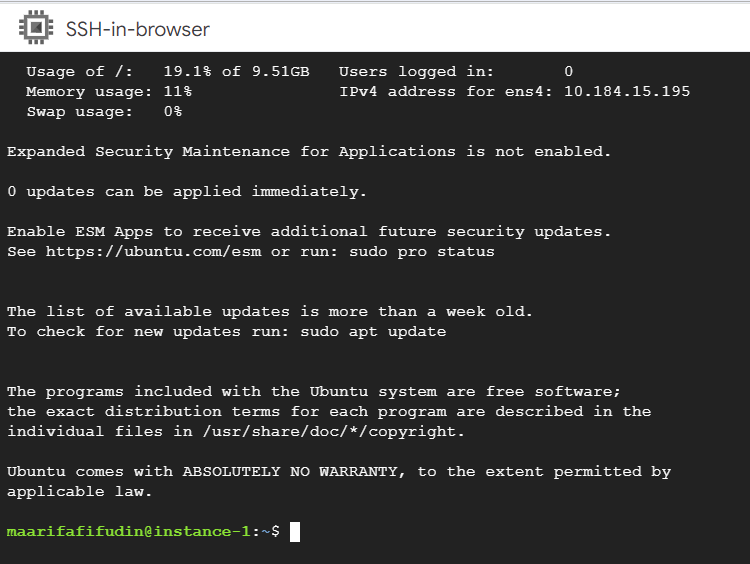 SSH-in-browser
Usage of /:   19.1% of 9.51GB   Users logged in:       0
Memory usage: 11%               IPv4 address for ens4: 10.184.15.195
Swap usage:   0%
Expanded Security Maintenance for Applications is not enabled.
0 updates can be applied immediately.
Enable ESM Apps to receive additional future security updates.
See https://ubuntu.com/esm or run: sudo pro status
The list of available updates is more than a week old.
To check for new updates run: sudo apt update
The programs included with the Ubuntu system are free software;
the exact distribution terms for each program are described in the
individual files in /usr/share/doc/*/copyright.
Ubuntu comes with ABSOLUTELY NO WARRANTY, to the extent permitted by
applicable law.
maarifafifudin@instance-1:~$